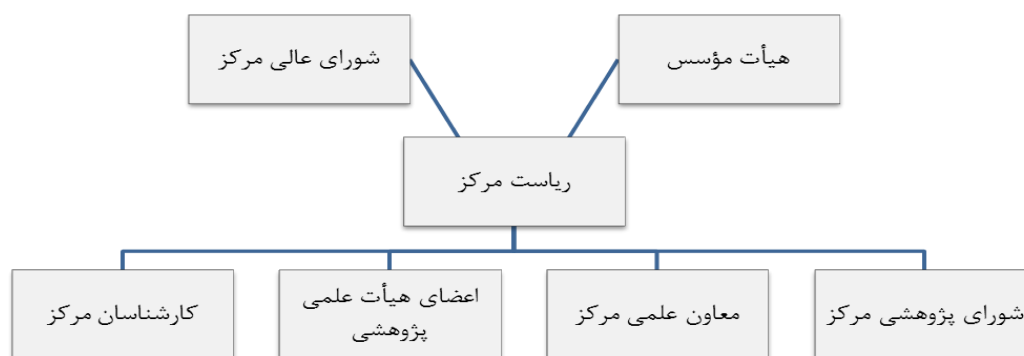 هیأت مؤسس
شورای عالی مرکز
ریاست مرکز
شورای پژوهشی مرکز
معاون علمی مرکز
اعضای هیأت علمی
پژوهشی
کارشناسان مرکز